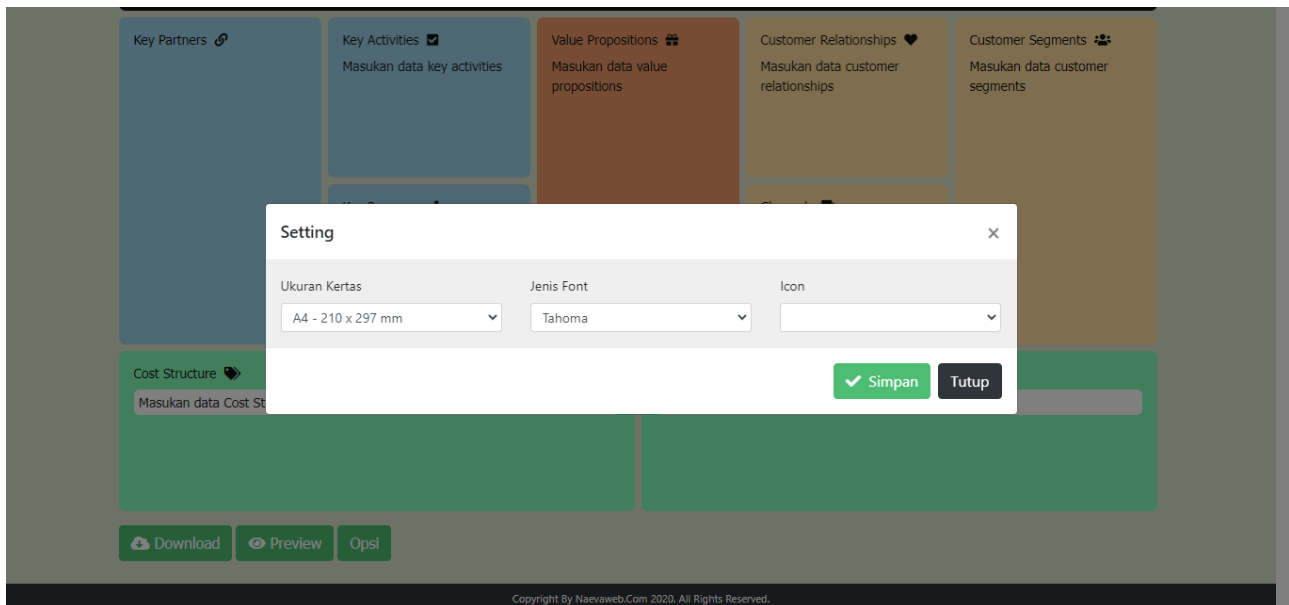 Key Partners
Key Activities
Masukan data key activities
Value Propositions
Masukan data value
propositions
Customer Relationships
Masukan data customer
relationships
Customer Segments
Masukan data customer
segments
Setting
×
Ukuran Kertas
Jenis Font
Icon
A4 - 210 x 297 mm
Tahoma
Simpan
Tutup
Cost Structure
Masukan data Cost St
Download
Preview
Opsi
Copyright By Naevaweb.Com 2020. All Rights Reserved.